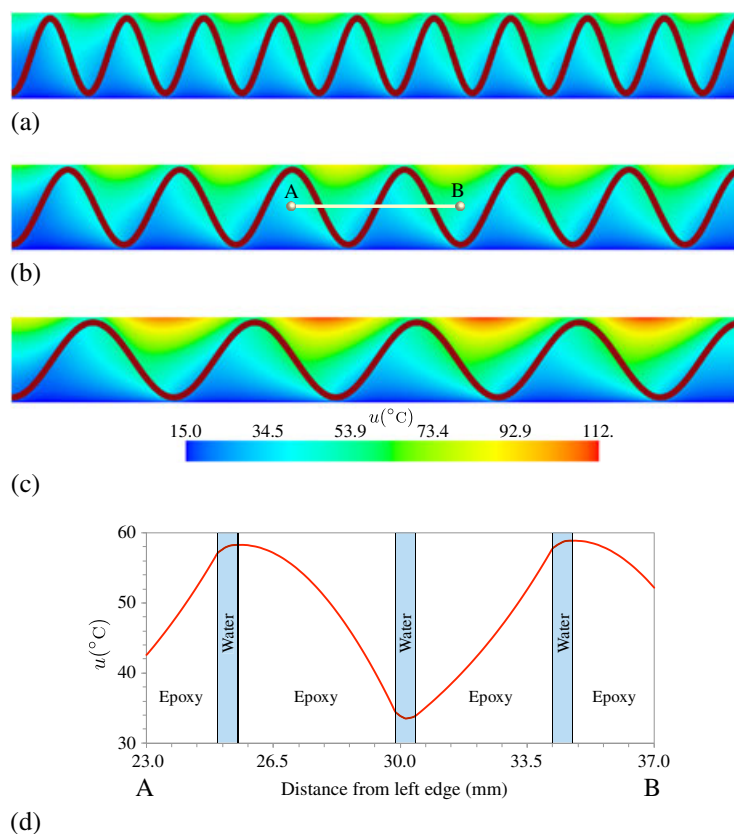 (a)
A B
(b)
u(°C)
15.0 34.5 53.9 73.4 92.9 112.
(c)
60
50
40
30
u(°C)
Water Water Water
Epoxy Epoxy Epoxy Epoxy
23.0 26.5 30.0 33.5 37.0
A Distance from left edge (mm) B
(d)